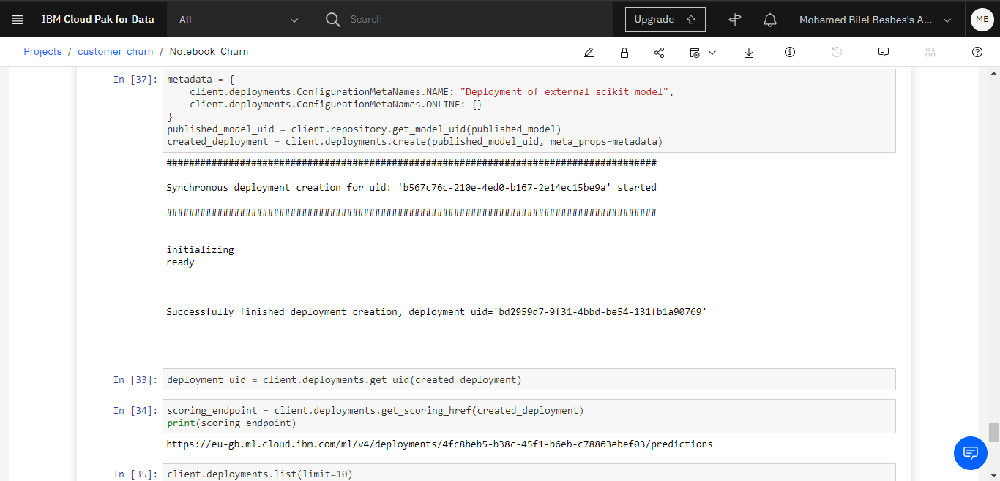 IBM Cloud Pak for Data
All
Search
Upgrade
Mohamed Bilel Besbes's A...
MB
Projects / customer_churn / Notebook_Churn
In [37]: metadata = {
    client.deployments.ConfigurationMetaNames.NAME: "Deployment of external scikit model",
    client.deployments.ConfigurationMetaNames.ONLINE: {}
}
published_model_uid = client.repository.get_model_uid(published_model)
created_deployment = client.deployments.create(published_model_uid, meta_props=metadata)
#######################################################################################
Synchronous deployment creation for uid: 'b567c76c-210e-4ed0-b167-2e14ec15be9a' started
#######################################################################################
initializing
ready
------------------------------------------------------------------------------------------------
Successfully finished deployment creation, deployment_uid='bd2959d7-9f31-4bbd-be54-131fb1a90769'
------------------------------------------------------------------------------------------------
In [33]: deployment_uid = client.deployments.get_uid(created_deployment)
In [34]: scoring_endpoint = client.deployments.get_scoring_href(created_deployment)
print(scoring_endpoint)
https://eu-gb.ml.cloud.ibm.com/ml/v4/deployments/4fc8beb5-b38c-45f1-b6eb-c78863ebef03/predictions
In [35]: client.deployments.list(limit=10)